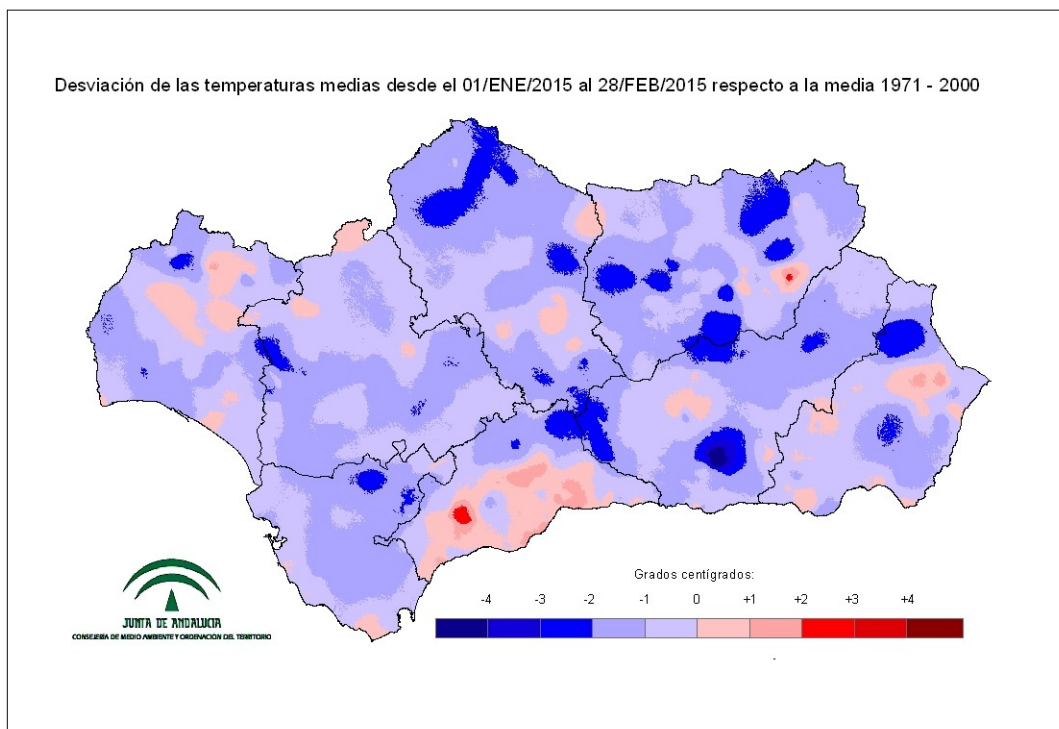 Desviación de las temperaturas medias desde el 01/ENE/2015 al 28/FEB/2015 respecto a la media 1971 - 2000
Grados centígrados:
-4 -3 -2 -1 0 +1 +2 +3 +4
JUNTA DE ANDALUCIA
CONSEJERÍA DE MEDIO AMBIENTE Y ORDENACIÓN DEL TERRITORIO